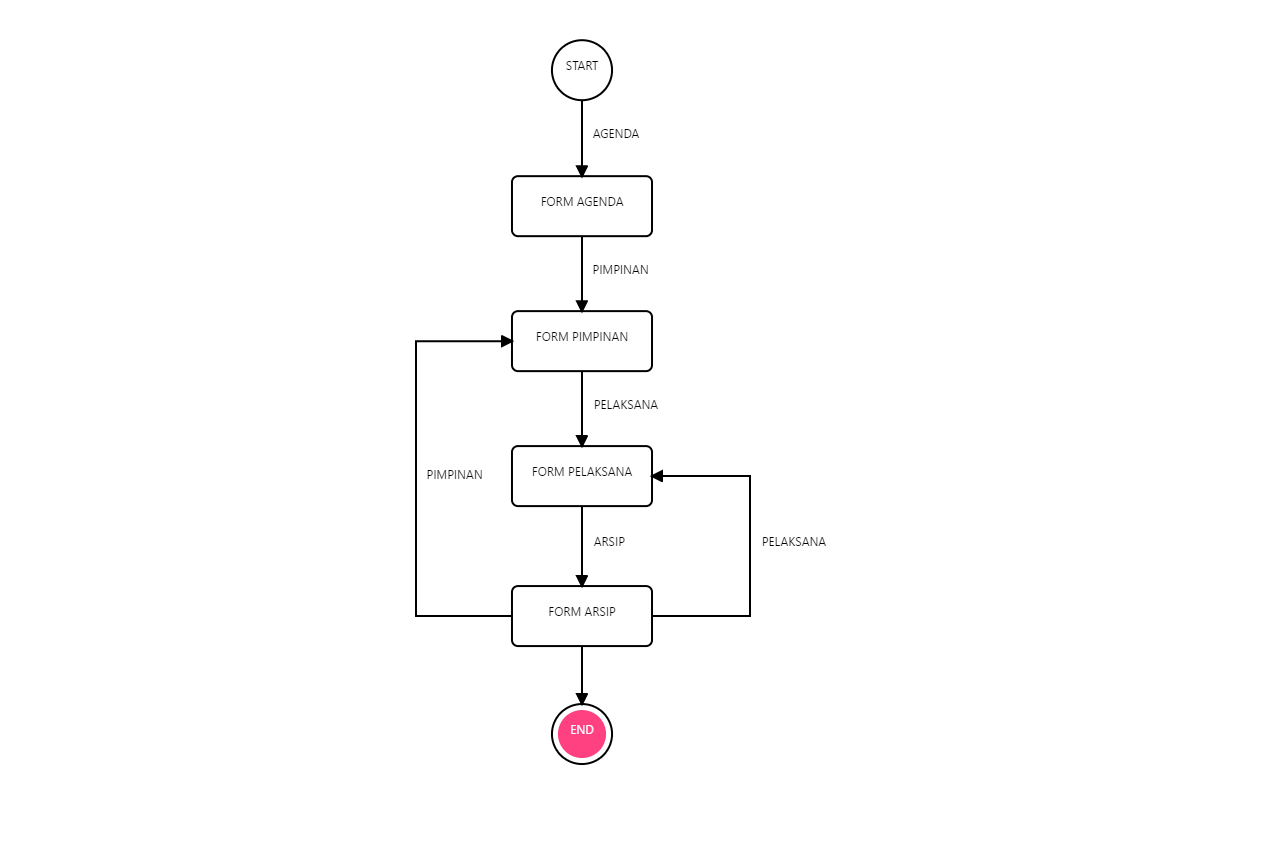 START
AGENDA
FORM AGENDA
PIMPINAN
FORM PIMPINAN
PELAKSANA
FORM PELAKSANA
PIMPINAN
ARSIP
PELAKSANA
FORM ARSIP
END